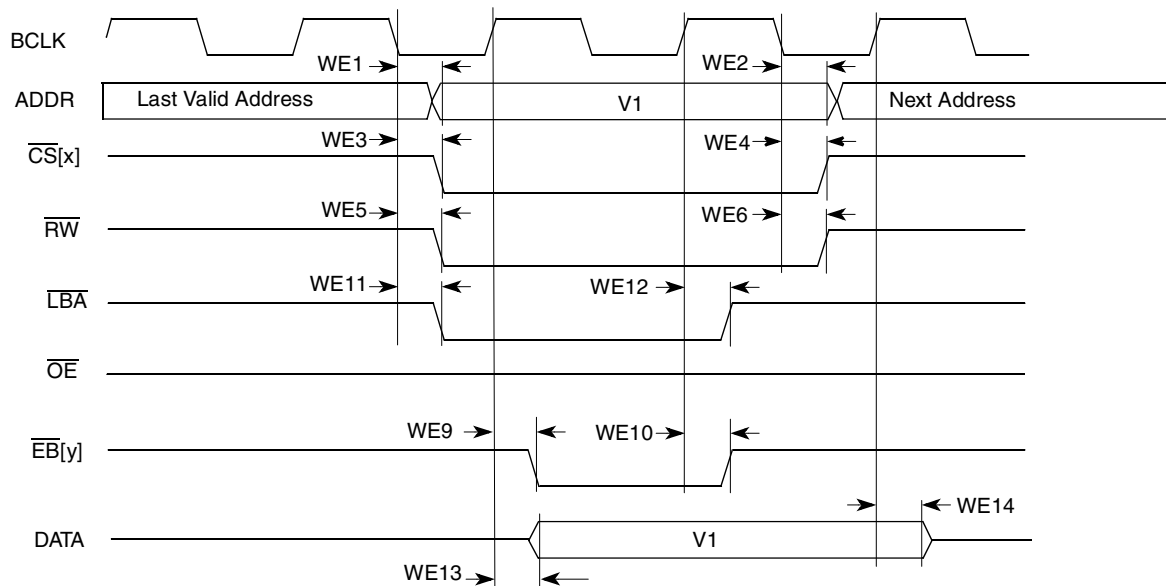 BCLK
WE1
WE2
ADDR
Last Valid Address
V1
Next Address
WE3
WE4
CS[x]
WE5
WE6
RW
WE11
WE12
LBA
OE
WE9
WE10
EB[y]
WE14
DATA
V1
WE13